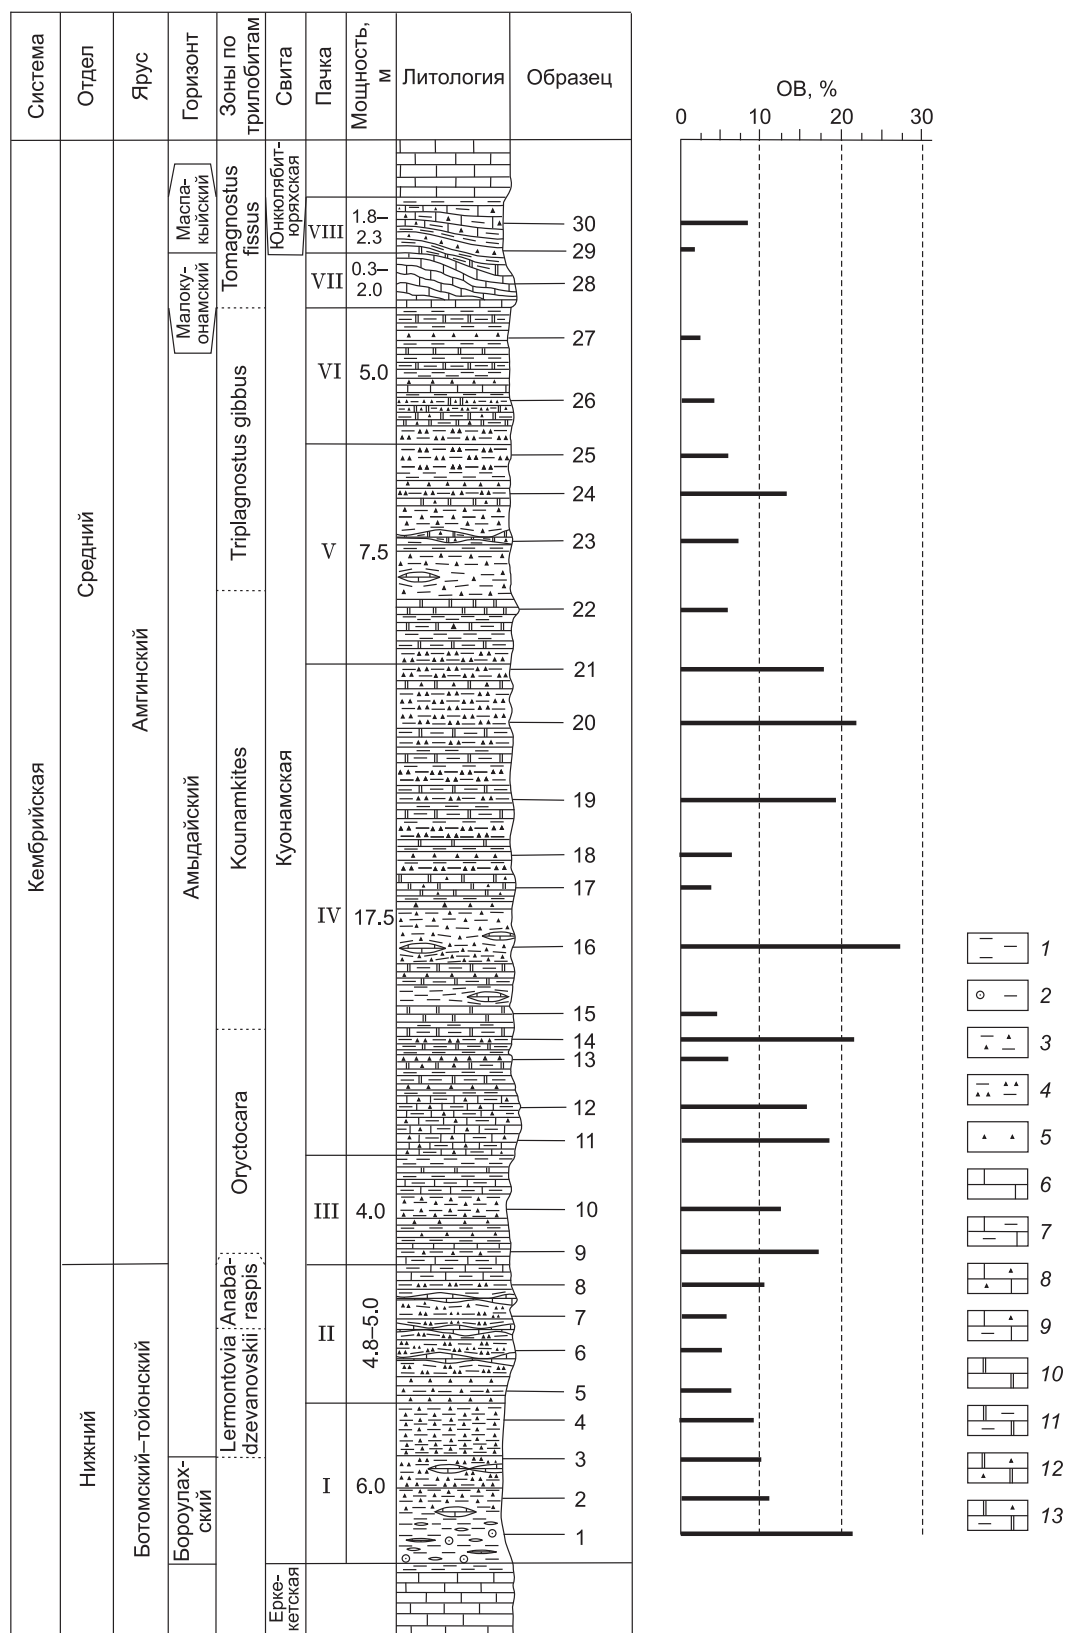 Система
Отдел
Ярус
Горизонт
Зоны по
трилобитам
Свита
Пачка
Мощность,
м
Литология
Образец
ОВ, %
0 10 20 30
Кембрийская
Средний
Нижний
Амгинский
Ботомский–тойонский
Маспа-
кыйский
Малоку-
онамский
Амыдайский
Бороулах-
ский
Tomagnostus
fissus
Triplagnostus gibbus
Kounamkites
Oryctocara
Anaba-
raspis
Lermontovia
dzevanovskii
Юнкюлябит-
юряхская
Куонамская
Ерке-
кетская
VIII
1.8–
2.3
VII
0.3–
2.0
VI
5.0
V
7.5
IV
17.5
III
4.0
II
4.8–5.0
I
6.0
30
29
28
27
26
25
24
23
22
21
20
19
18
17
16
15
14
13
12
11
10
9
8
7
6
5
4
3
2
1
1
2
3
4
5
6
7
8
9
10
11
12
13